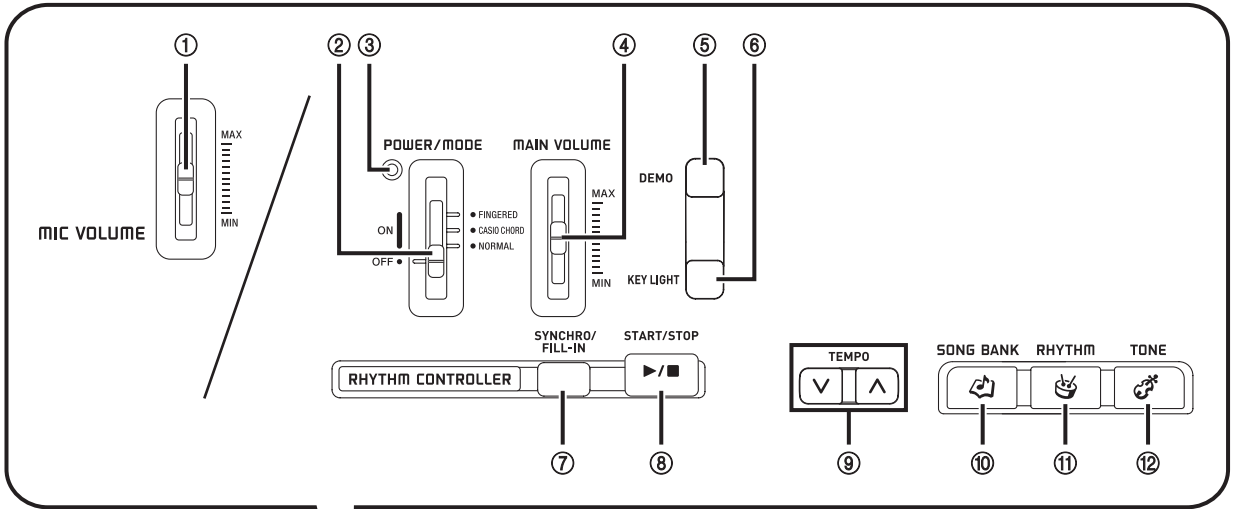 ① ② ③ ④ ⑤ ⑥
MAX
MIN
MIC VOLUME
POWER/MODE
ON
OFF
FINGERED
CASIO CHORD
NORMAL
MAIN VOLUME
MAX
MIN
DEMO
KEY LIGHT
SYNCHRO/
FILL-IN
START/STOP
RHYTHM CONTROLLER
▶/■
TEMPO
SONG BANK
RHYTHM
TONE
⑦ ⑧ ⑨ ⑩ ⑪ ⑫